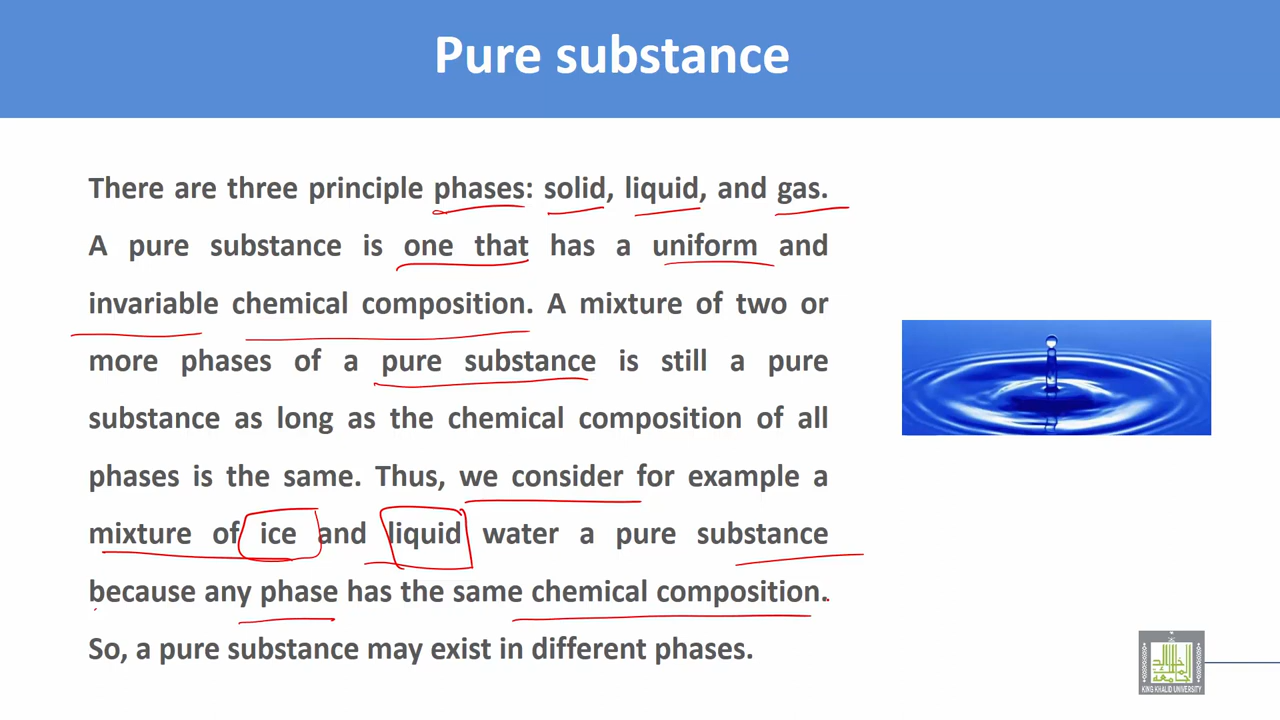 Pure substance
There are three principle phases: solid, liquid, and gas.
A pure substance is one that has a uniform and
invariable chemical composition. A mixture of two or
more phases of a pure substance is still a pure
substance as long as the chemical composition of all
phases is the same. Thus, we consider for example a
mixture of ice and liquid water a pure substance
because any phase has the same chemical composition.
So, a pure substance may exist in different phases.
KING KHALID UNIVERSITY